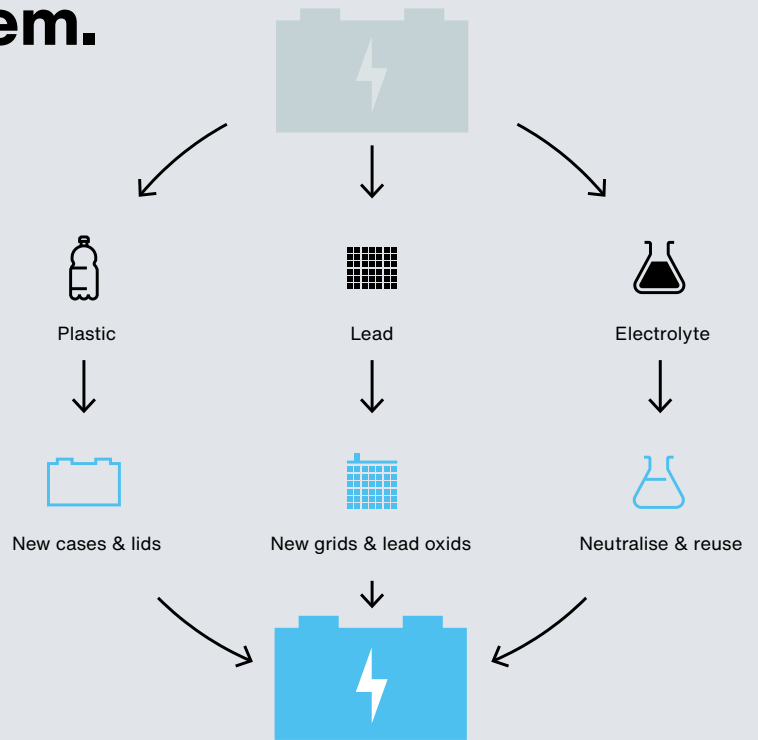 em.
Plastic
Lead
Electrolyte
New cases & lids
New grids & lead oxids
Neutralise & reuse